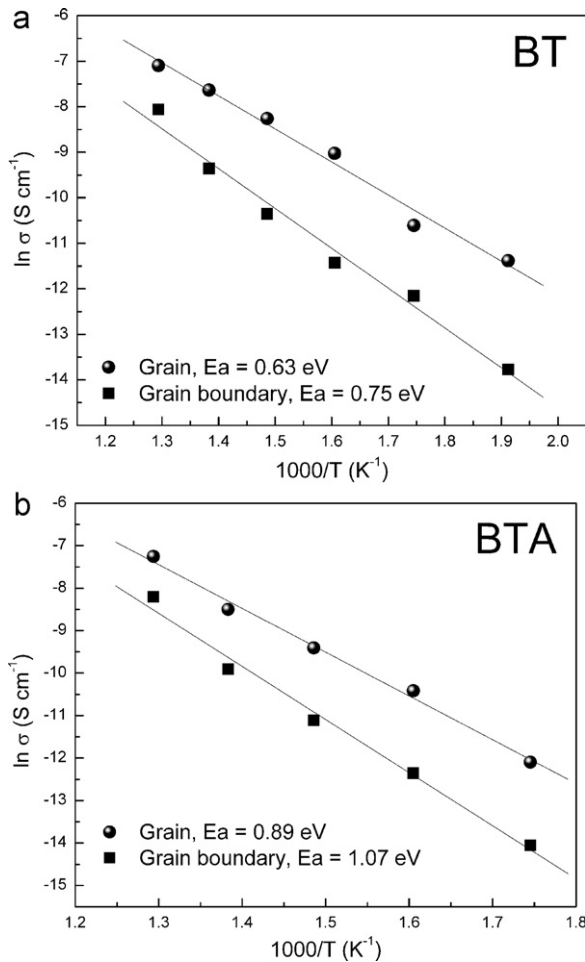 a
BT
-6
-7
-8
-9
-10
-11
-12
-13
-14
-15
ln σ (S cm⁻¹)
Grain, Ea = 0.63 eV
Grain boundary, Ea = 0.75 eV
1.2 1.3 1.4 1.5 1.6 1.7 1.8 1.9 2.0
1000/T (K⁻¹)
b
BTA
-6
-7
-8
-9
-10
-11
-12
-13
-14
-15
ln σ (S cm⁻¹)
Grain, Ea = 0.89 eV
Grain boundary, Ea = 1.07 eV
1.2 1.3 1.4 1.5 1.6 1.7 1.8
1000/T (K⁻¹)